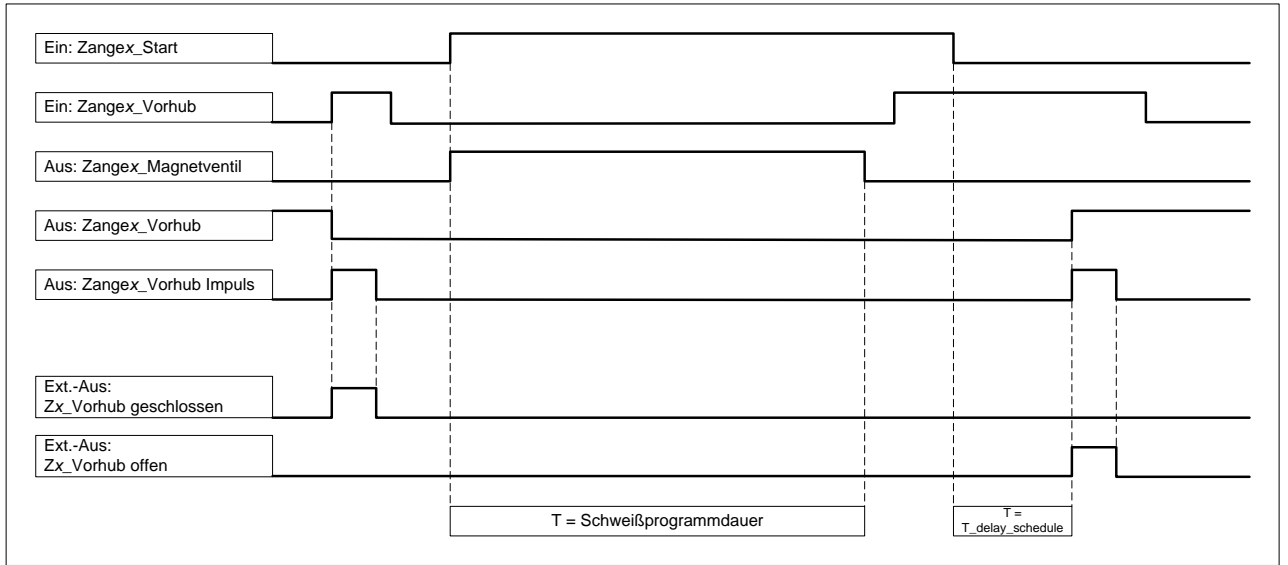 Ein: Zangex_Start
Ein: Zangex_Vorhub
Aus: Zangex_Magnetventil
Aus: Zangex_Vorhub
Aus: Zangex_Vorhub Impuls
Ext.-Aus:
Zx_Vorhub geschlossen
Ext.-Aus:
Zx_Vorhub offen
T = Schweißprogrammdauer
T =
T_delay_schedule